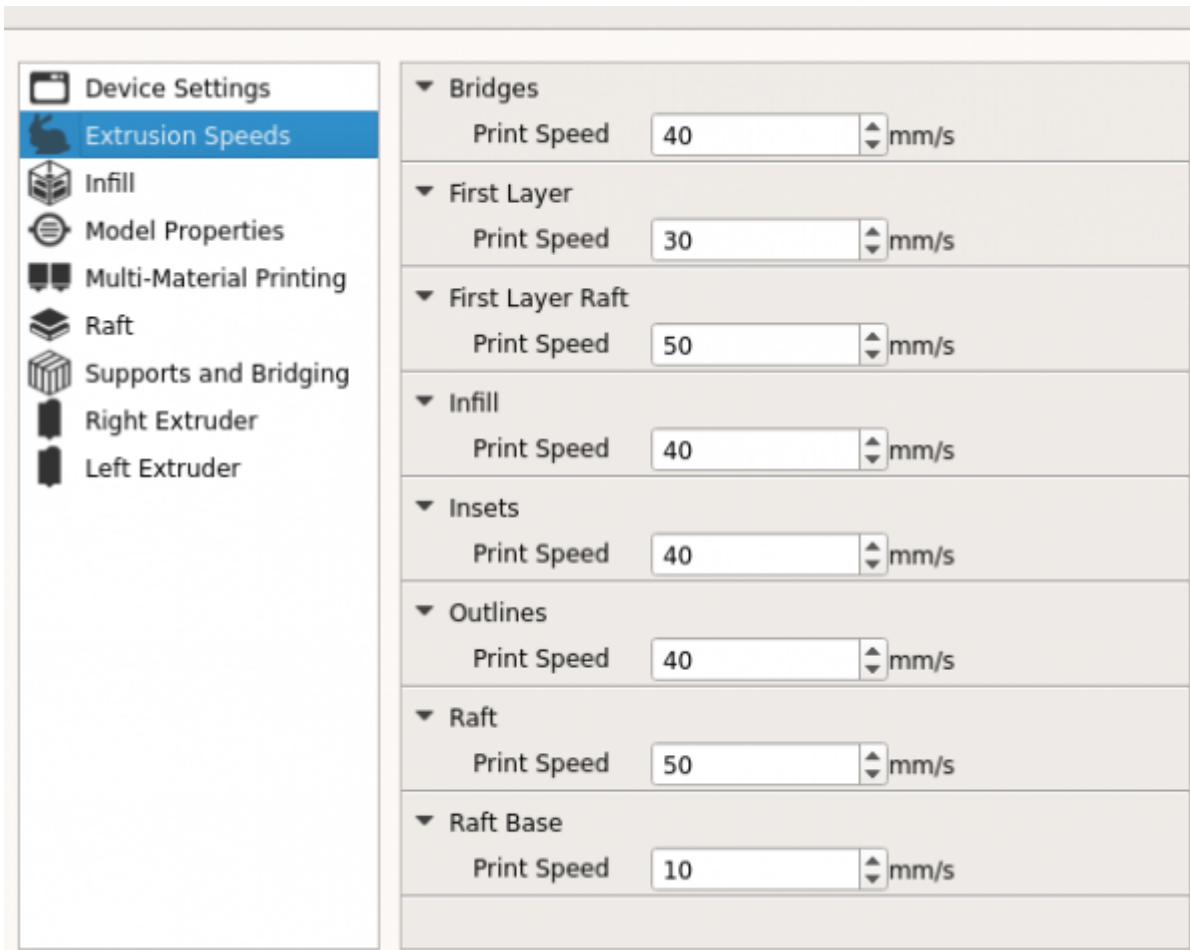 Device Settings
Extrusion Speeds
Infill
Model Properties
Multi-Material Printing
Raft
Supports and Bridging
Right Extruder
Left Extruder
Bridges
Print Speed 40 mm/s
First Layer
Print Speed 30 mm/s
First Layer Raft
Print Speed 50 mm/s
Infill
Print Speed 40 mm/s
Insets
Print Speed 40 mm/s
Outlines
Print Speed 40 mm/s
Raft
Print Speed 50 mm/s
Raft Base
Print Speed 10 mm/s